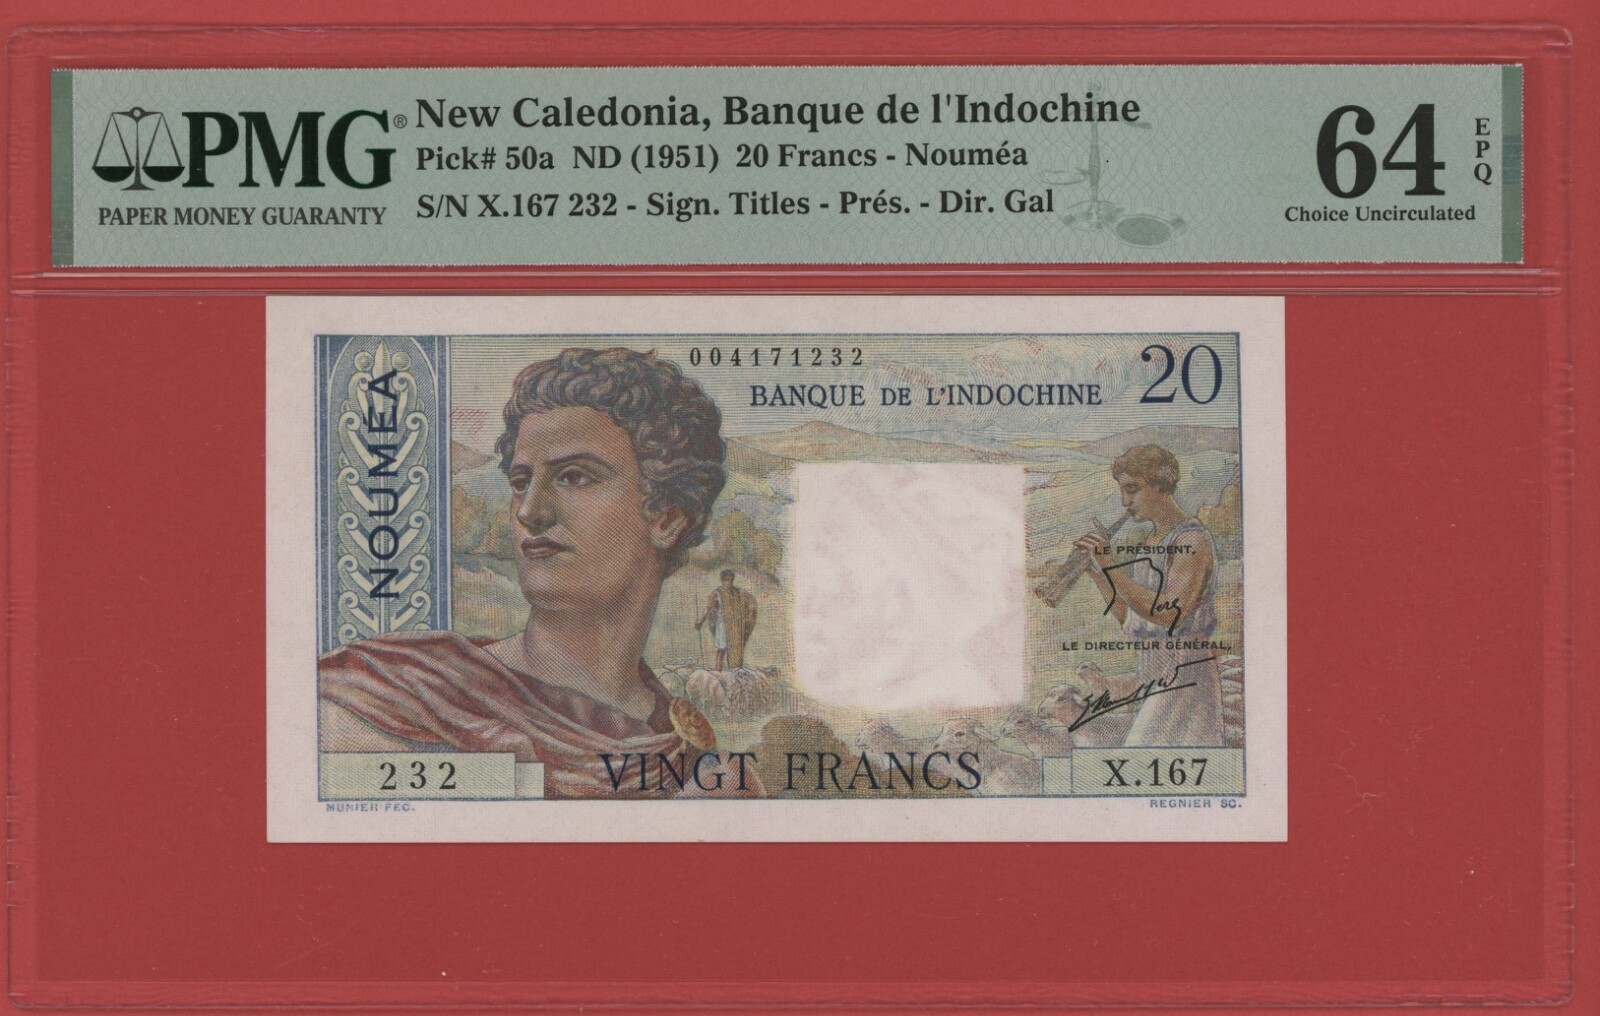 PMG®
PAPER MONEY GUARANTY
New Caledonia, Banque de l'Indochine
Pick# 50a ND (1951) 20 Francs - Nouméa
S/N X.167 232 - Sign. Titles - Prés. - Dir. Gal
64
EPQ
Choice Uncirculated
NOUMÉA
004171232
BANQUE DE L'INDOCHINE
20
LE PRÉSIDENT,
LE DIRECTEUR GÉNÉRAL,
232
VINGT FRANCS
X.167
MUNIER FEC.
REGNIER SC.